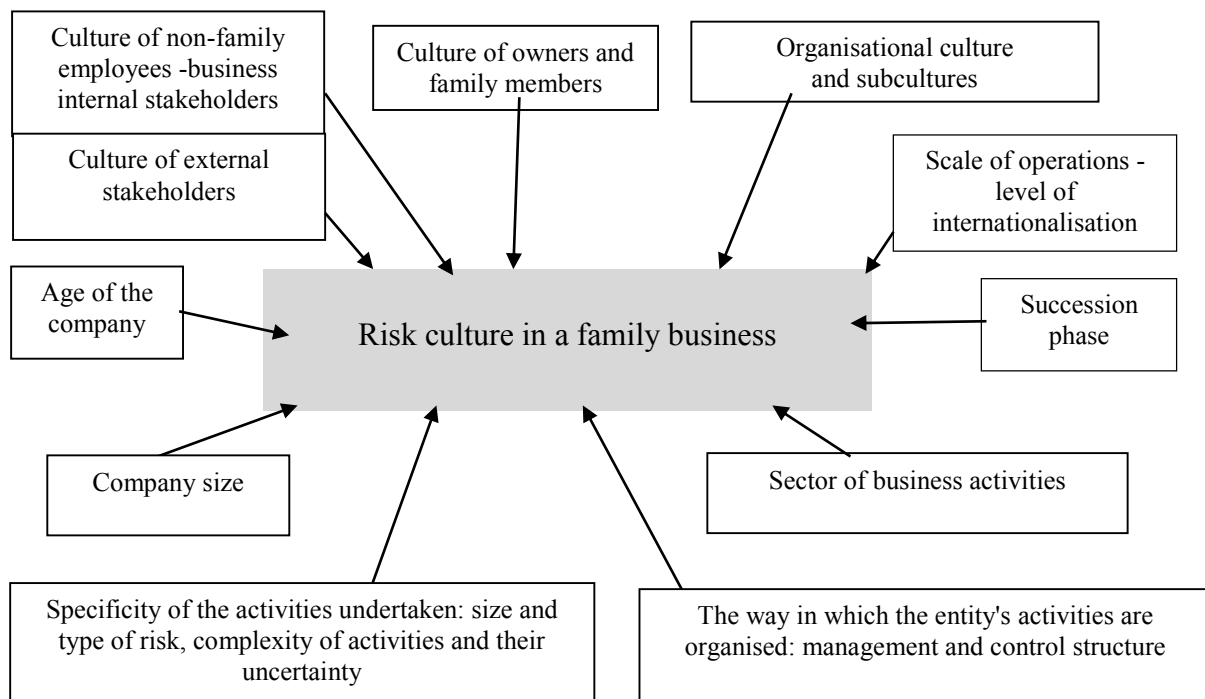 Culture of non-family
employees -business
internal stakeholders
Culture of owners and
family members
Organisational culture
and subcultures
Culture of external
stakeholders
Scale of operations -
level of
internationalisation
Age of the
company
Risk culture in a family business
Succession
phase
Company size
Sector of business activities
Specificity of the activities undertaken: size and
type of risk, complexity of activities and their
uncertainty
The way in which the entity's activities are
organised: management and control structure